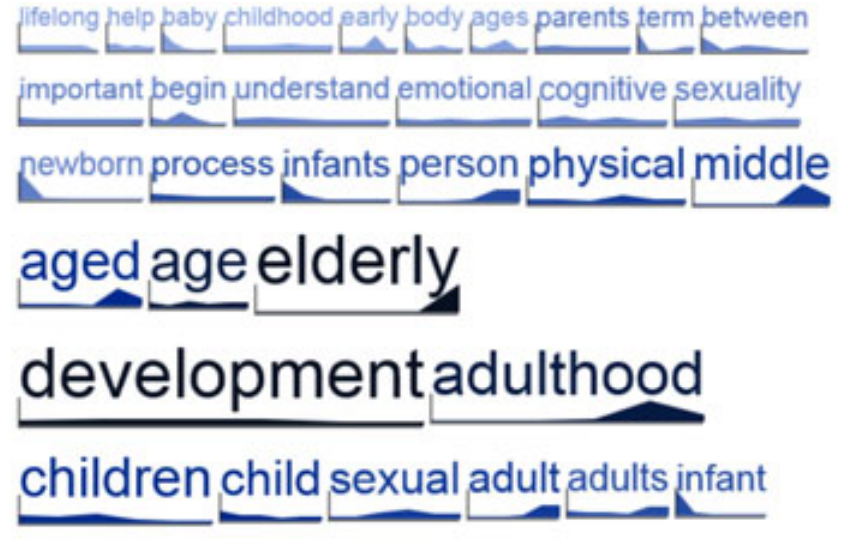 lifelong help baby childhood early body ages parents term between
important begin understand emotional cognitive sexuality
newborn process infants person physical middle
aged age elderly
development adulthood
children child sexual adult adults infant